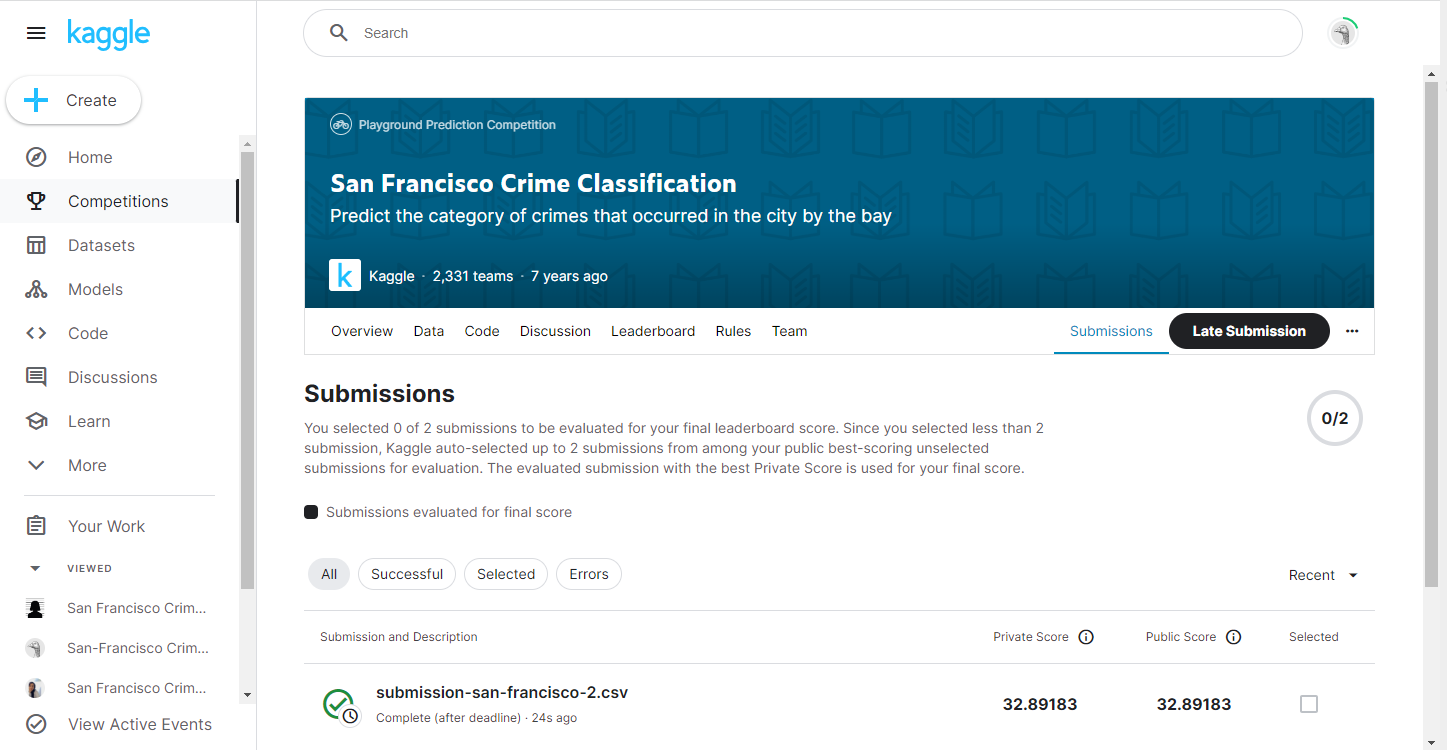 kaggle
Search
Create
Home
Competitions
Datasets
Models
Code
Discussions
Learn
More
Your Work
VIEWED
San Francisco Crim...
San-Francisco Crim...
San Francisco Crim...
View Active Events
Playground Prediction Competition
San Francisco Crime Classification
Predict the category of crimes that occurred in the city by the bay
k Kaggle · 2,331 teams · 7 years ago
Overview Data Code Discussion Leaderboard Rules Team Submissions Late Submission ...
Submissions
0/2
You selected 0 of 2 submissions to be evaluated for your final leaderboard score. Since you selected less than 2
submission, Kaggle auto-selected up to 2 submissions from among your public best-scoring unselected
submissions for evaluation. The evaluated submission with the best Private Score is used for your final score.
Submissions evaluated for final score
All Successful Selected Errors Recent
Submission and Description Private Score Public Score Selected
submission-san-francisco-2.csv 32.89183 32.89183
Complete (after deadline) · 24s ago